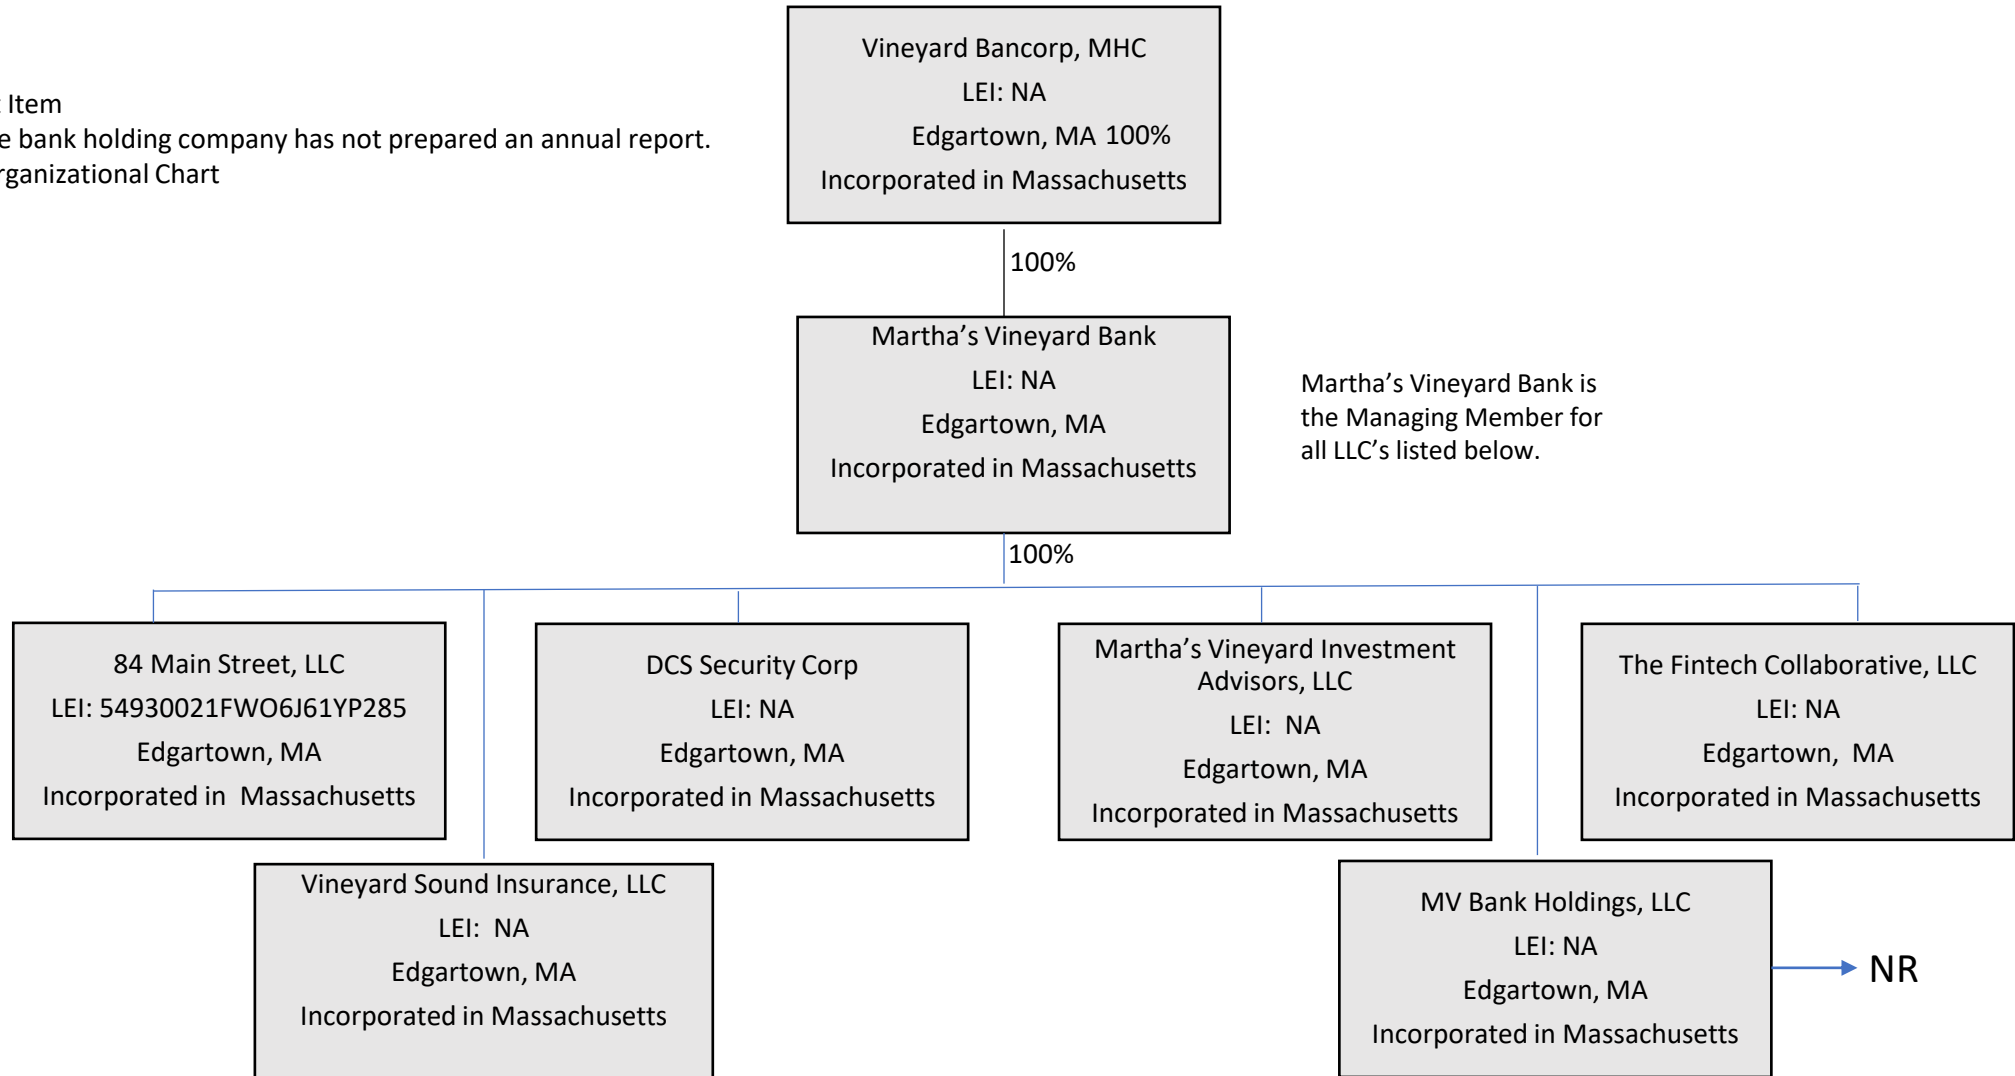 Vineyard Bancorp, MHC
LEI: NA
Edgartown, MA 100%
Incorporated in Massachusetts
: Item
e bank holding company has not prepared an annual report.
rganizational Chart
100%
Martha’s Vineyard Bank
LEI: NA
Edgartown, MA
Incorporated in Massachusetts
Martha’s Vineyard Bank is
the Managing Member for
all LLC’s listed below.
100%
84 Main Street, LLC
LEI: 54930021FWO6J61YP285
Edgartown, MA
Incorporated in  Massachusetts
DCS Security Corp
LEI: NA
Edgartown, MA
Incorporated in Massachusetts
Martha’s Vineyard Investment
Advisors, LLC
LEI:  NA
Edgartown, MA
Incorporated in Massachusetts
The Fintech Collaborative, LLC
LEI: NA
Edgartown,  MA
Incorporated in Massachusetts
Vineyard Sound Insurance, LLC
LEI:  NA
Edgartown, MA
Incorporated in Massachusetts
MV Bank Holdings, LLC
LEI: NA
Edgartown, MA
Incorporated in Massachusetts
NR